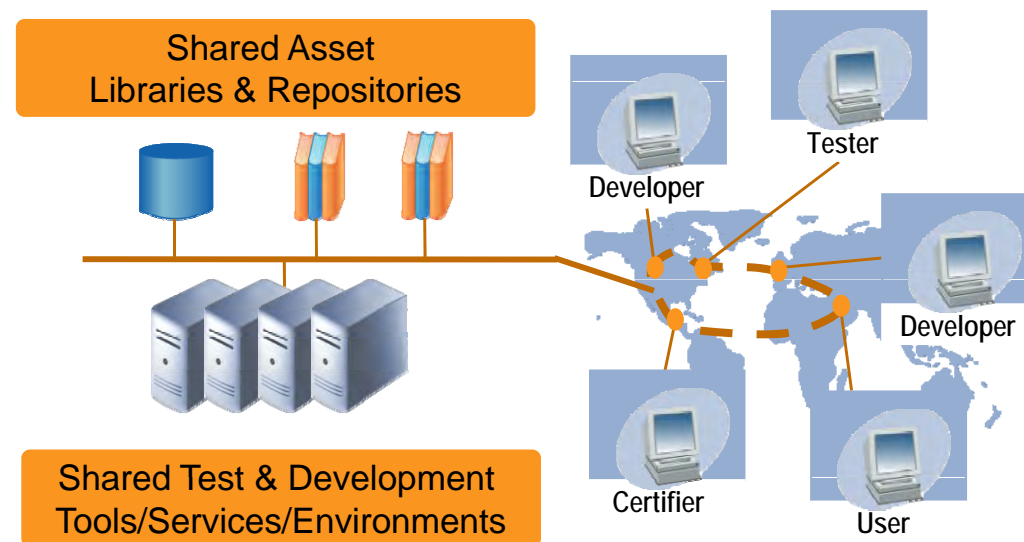 Shared Asset
Libraries & Repositories
Tester
Developer
Developer
Certifier
User
Shared Test & Development
Tools/Services/Environments